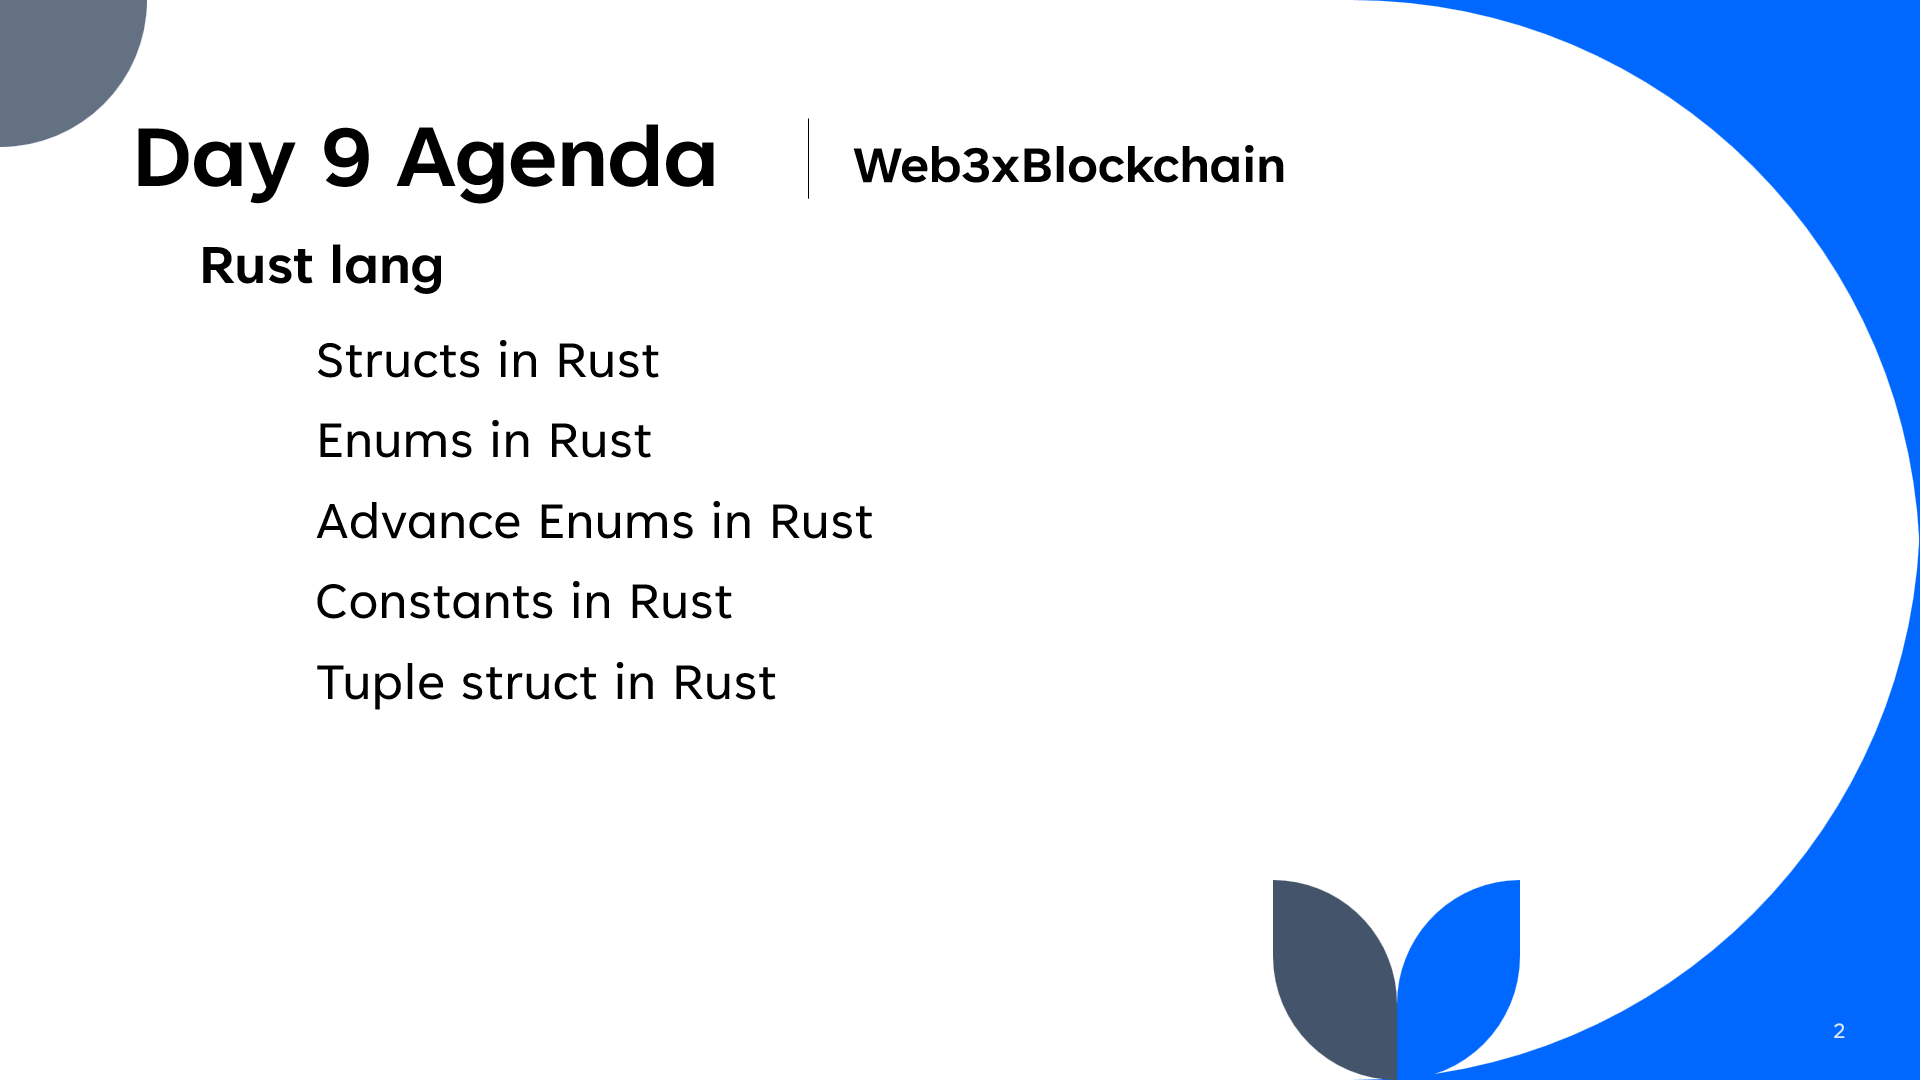 Day 9 Agenda
Web3xBlockchain
Rust lang
Structs in Rust
Enums in Rust
Advance Enums in Rust
Constants in Rust
Tuple struct in Rust
2